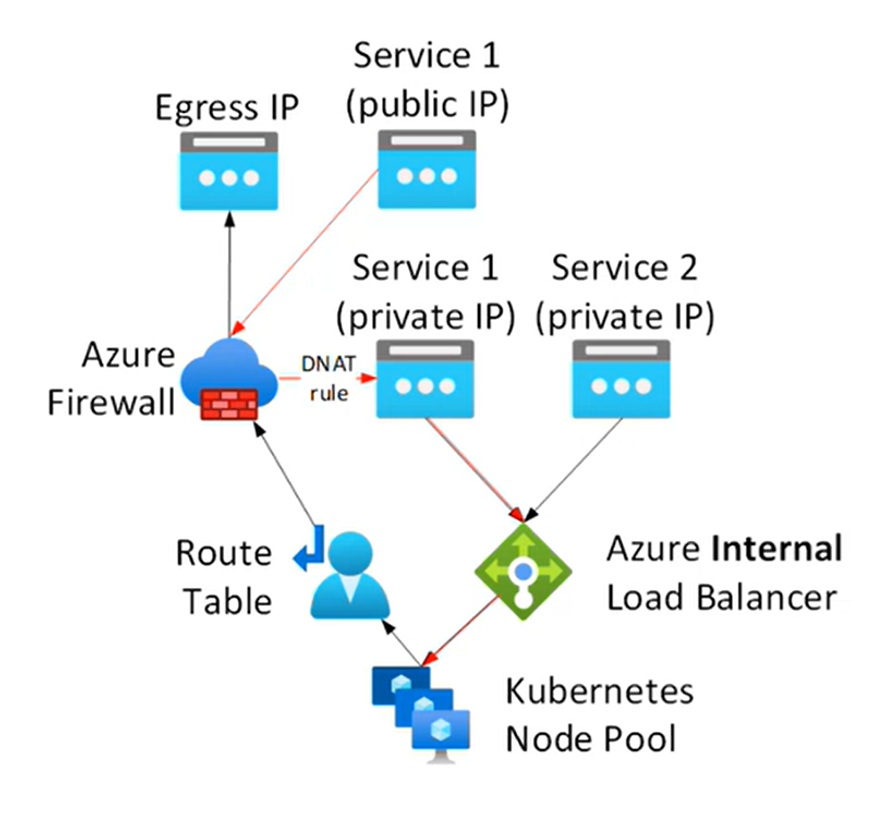 Service 1
(public IP)
Egress IP
Service 1
(private IP)
Service 2
(private IP)
Azure
Firewall
DNAT
rule
Route
Table
Azure Internal
Load Balancer
Kubernetes
Node Pool